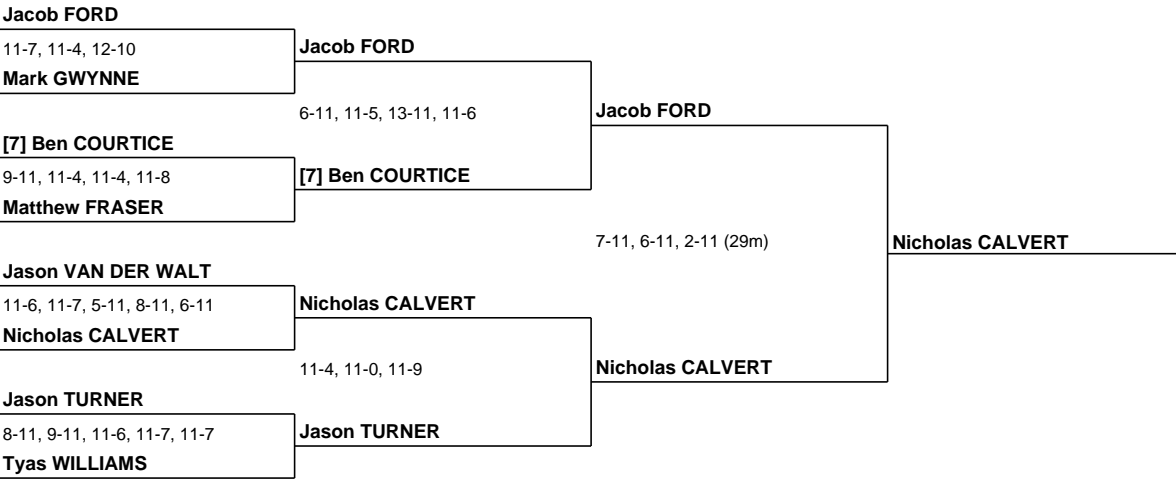 Jacob FORD
11-7, 11-4, 12-10
Mark GWYNNE
[7] Ben COURTICE
9-11, 11-4, 11-4, 11-8
Matthew FRASER
Jason VAN DER WALT
11-6, 11-7, 5-11, 8-11, 6-11
Nicholas CALVERT
Jason TURNER
8-11, 9-11, 11-6, 11-7, 11-7
Tyas WILLIAMS
Jacob FORD
6-11, 11-5, 13-11, 11-6
[7] Ben COURTICE
Nicholas CALVERT
11-4, 11-0, 11-9
Jason TURNER
Jacob FORD
7-11, 6-11, 2-11 (29m)
Nicholas CALVERT
Nicholas CALVERT